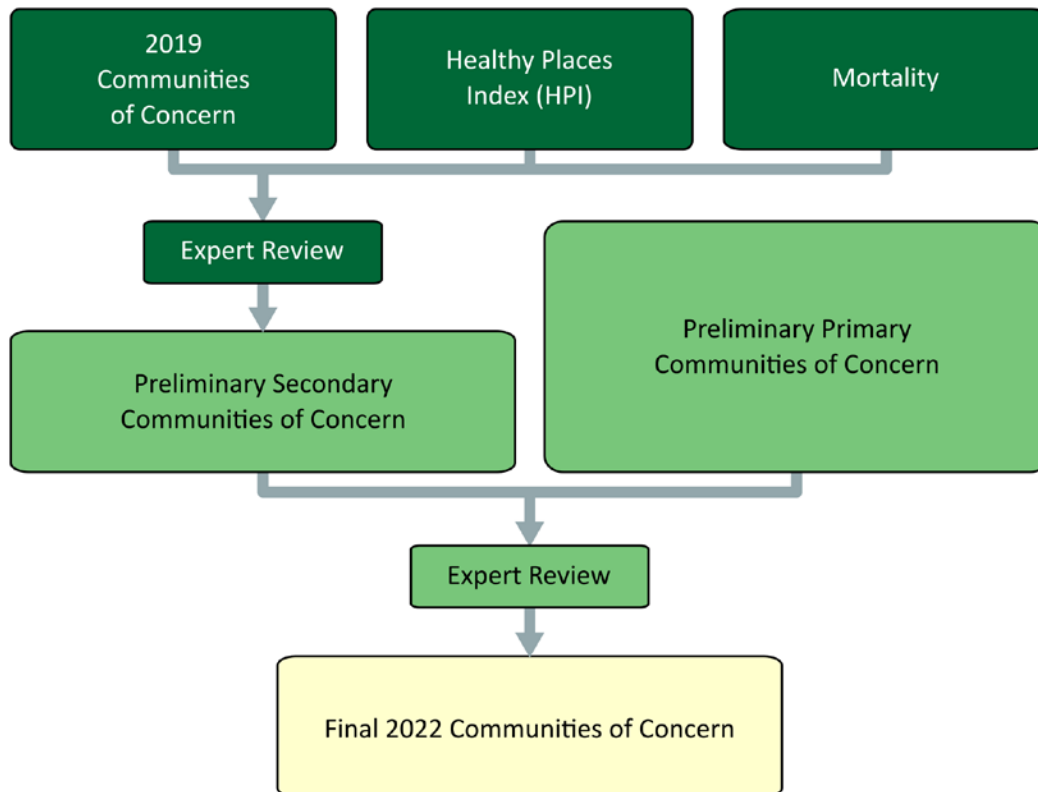 2019
Communities
of Concern
Healthy Places
Index (HPI)
Mortality
Expert Review
Preliminary Secondary
Communities of Concern
Preliminary Primary
Communities of Concern
Expert Review
Final 2022 Communities of Concern